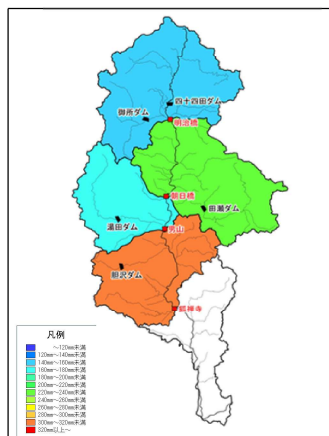 四十四田ダム
御所ダム
明治橋
朝日橋
田瀬ダム
湯田ダム
男山
胆沢ダム
狐禅寺
凡例
～120mm未満
120mm～140mm未満
140mm～160mm未満
160mm～180mm未満
180mm～200mm未満
200mm～220mm未満
220mm～240mm未満
240mm～260mm未満
260mm～280mm未満
280mm～300mm未満
300mm～320mm未満
320mm以上～